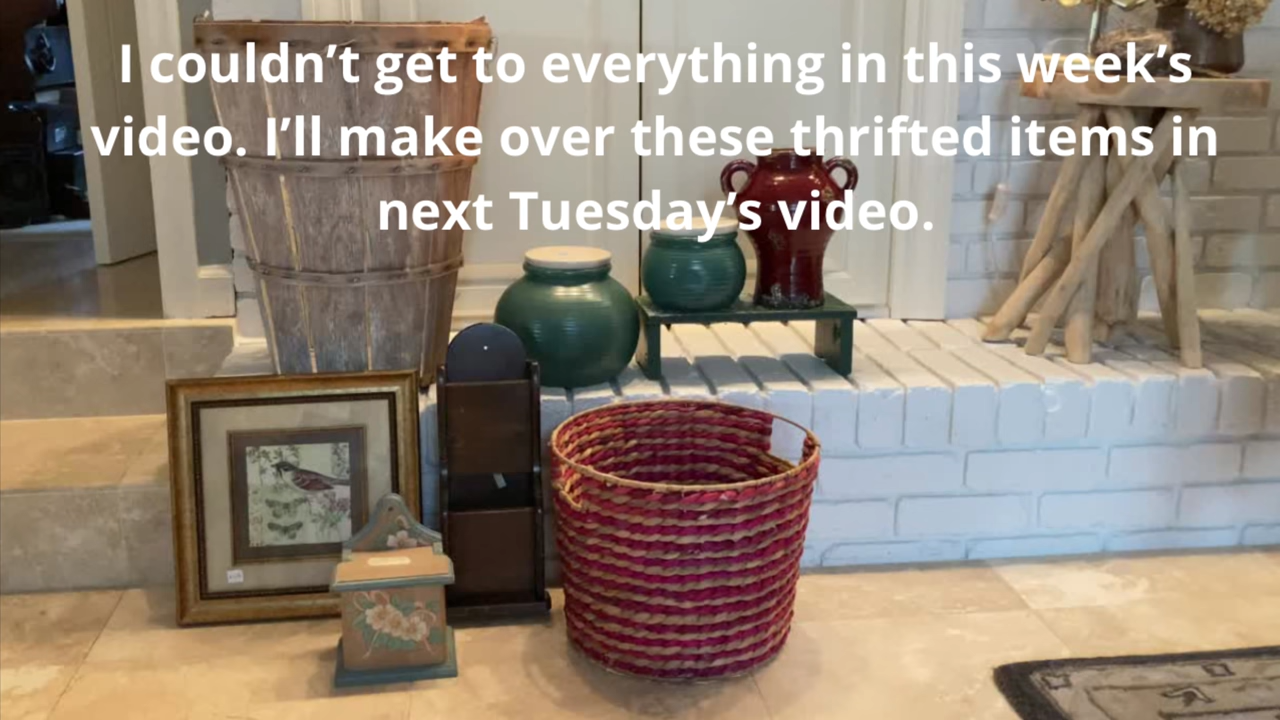 I couldn’t get to everything in this week’s
video. I’ll make over these thrifted items in
next Tuesday’s video.